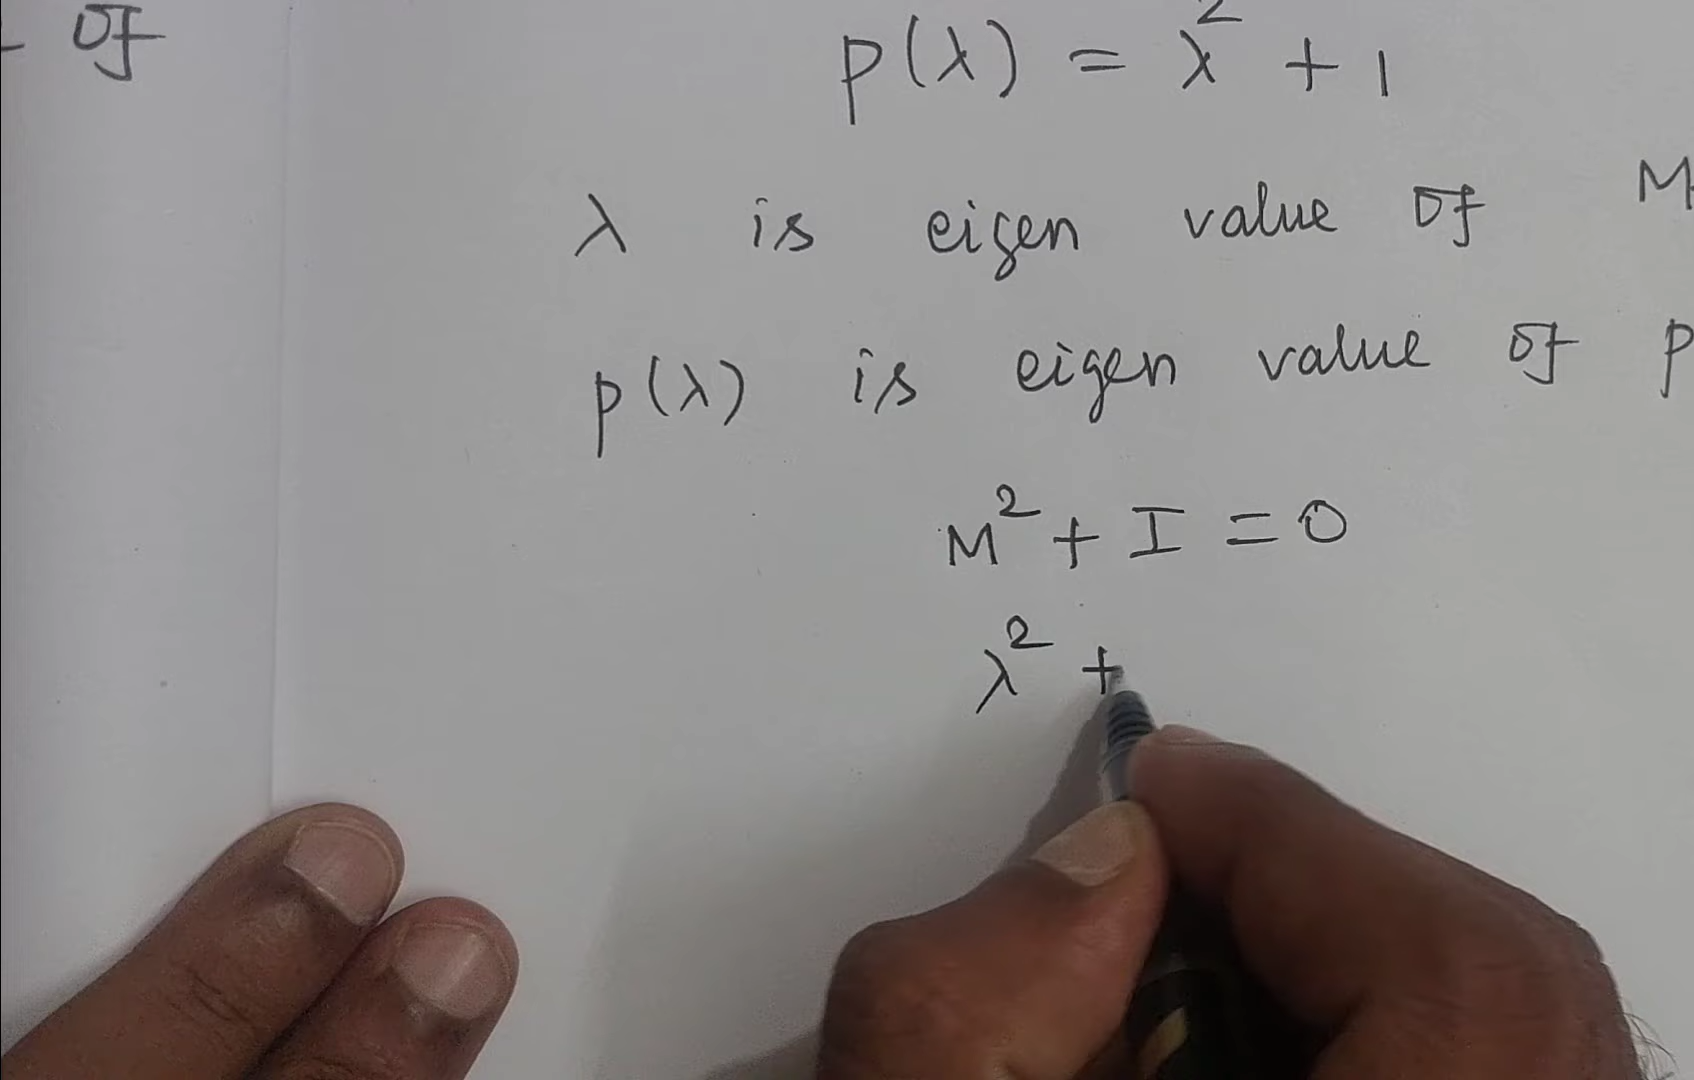 - of
p(λ) = λ² + 1
λ is eigen value of M
p(λ) is eigen value of p
M² + I = 0
λ² +